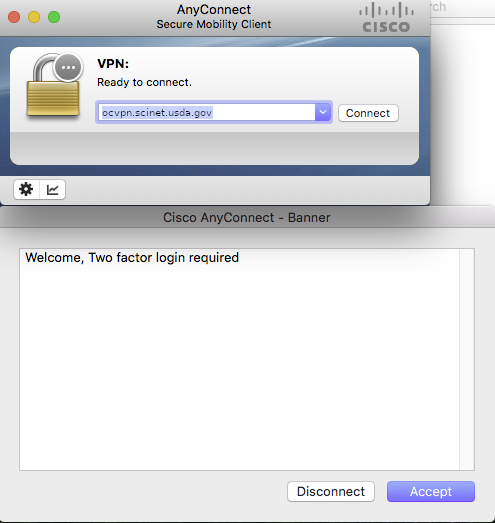 AnyConnect
Secure Mobility Client
CISCO
VPN:
Ready to connect.
ocvpn.scinet.usda.gov
Connect
Cisco AnyConnect - Banner
Welcome, Two factor login required
Disconnect
Accept